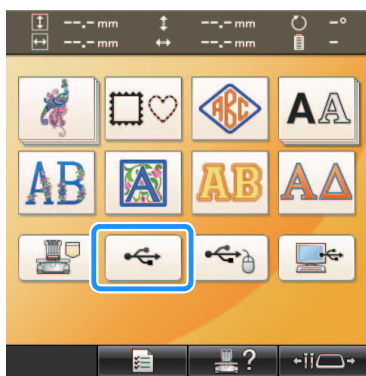 --.- mm --.- mm -°
--.- mm --.- mm -
ABC AA
AB A AB AΔ
?